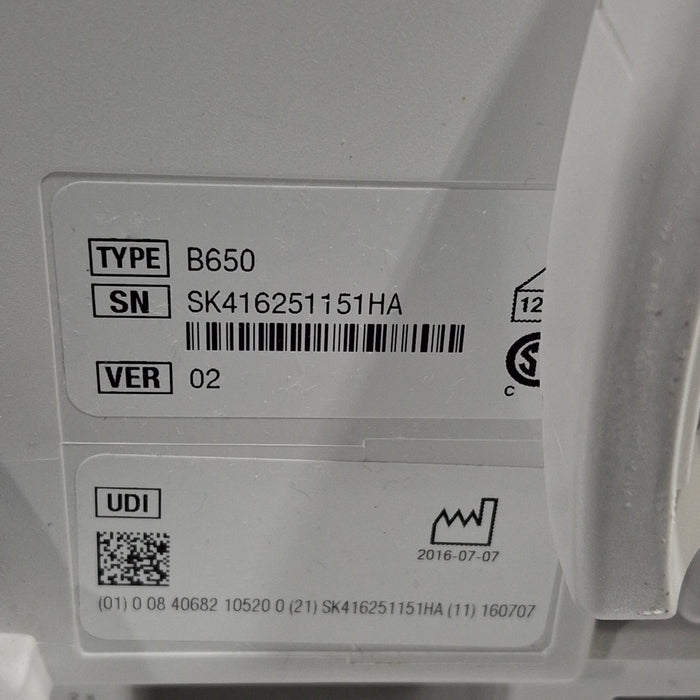 TYPE B650
SN SK416251151HA
12
C
VER 02
UDI
2016-07-07
(01) 0 08 40682 10520 0 (21) SK416251151HA (11) 160707